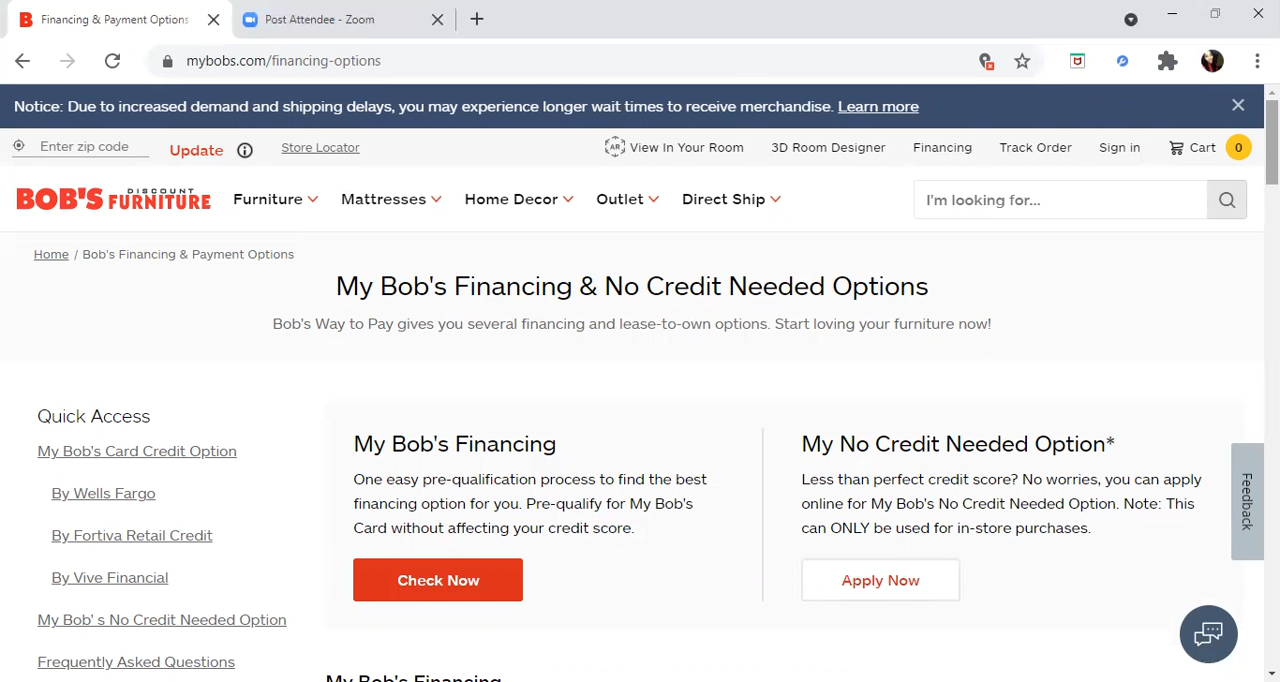 Financing & Payment Options
Post Attendee - Zoom
mybobs.com/financing-options
Notice: Due to increased demand and shipping delays, you may experience longer wait times to receive merchandise. Learn more
Enter zip code
Update
Store Locator
AR
View In Your Room
3D Room Designer
Financing
Track Order
Sign in
Cart
0
BOB'S DISCOUNT FURNITURE
Furniture
Mattresses
Home Decor
Outlet
Direct Ship
I'm looking for...
Home / Bob's Financing & Payment Options
My Bob's Financing & No Credit Needed Options
Bob's Way to Pay gives you several financing and lease-to-own options. Start loving your furniture now!
Quick Access
My Bob's Card Credit Option
By Wells Fargo
By Fortiva Retail Credit
By Vive Financial
My Bob' s No Credit Needed Option
Frequently Asked Questions
My Bob's Financing
One easy pre-qualification process to find the best
financing option for you. Pre-qualify for My Bob's
Card without affecting your credit score.
Check Now
My No Credit Needed Option*
Less than perfect credit score? No worries, you can apply
online for My Bob's No Credit Needed Option. Note: This
can ONLY be used for in-store purchases.
Apply Now
Feedback
My Bob's Financing